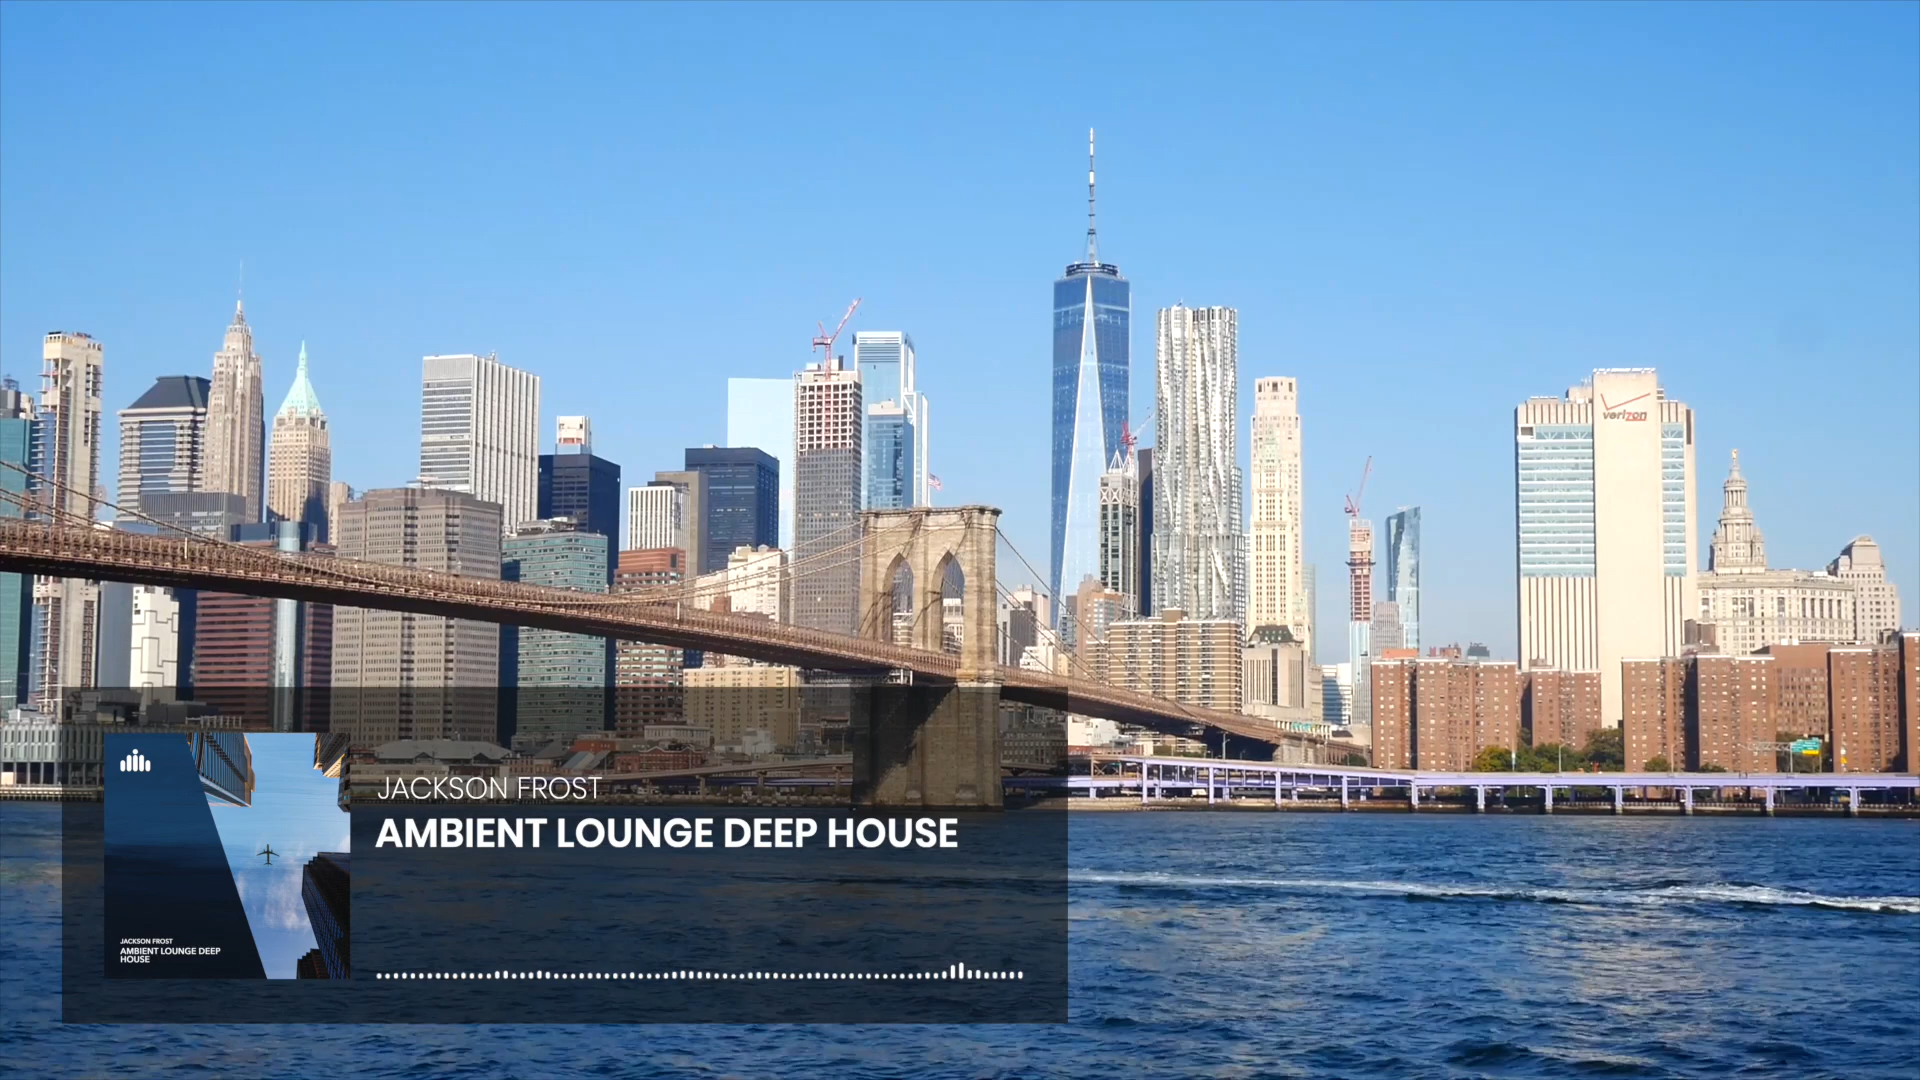 verizon
JACKSON FROST
AMBIENT LOUNGE DEEP HOUSE
JACKSON FROST
AMBIENT LOUNGE DEEP
HOUSE